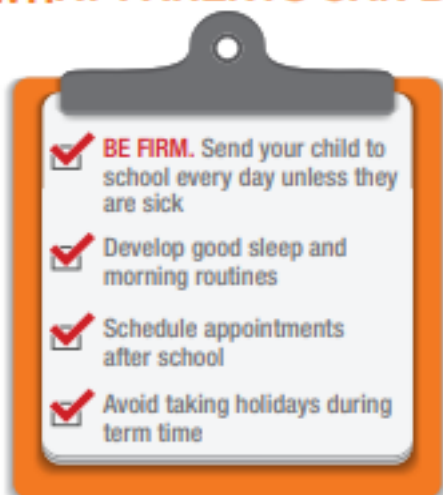 BE FIRM. Send your child to
school every day unless they
are sick
Develop good sleep and
morning routines
Schedule appointments
after school
Avoid taking holidays during
term time